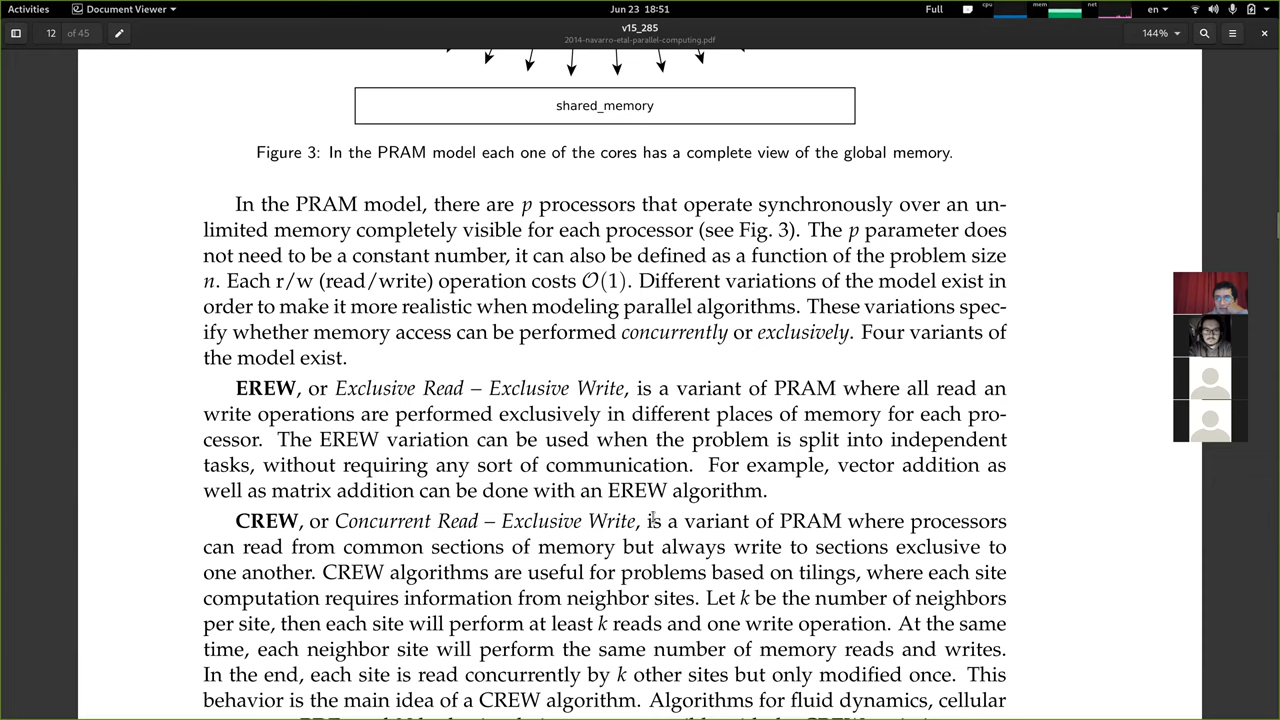 Activities
Document Viewer
Jun 23 18:51
Full
cpu
mem
net
en
12 of 45
v15_285
2014-navarro-etal-parallel-computing.pdf
144%
shared_memory
Figure 3: In the PRAM model each one of the cores has a complete view of the global memory.
In the PRAM model, there are p processors that operate synchronously over an un-
limited memory completely visible for each processor (see Fig. 3). The p parameter does
not need to be a constant number, it can also be defined as a function of the problem size
n. Each r/w (read/write) operation costs O(1). Different variations of the model exist in
order to make it more realistic when modeling parallel algorithms. These variations spec-
ify whether memory access can be performed concurrently or exclusively. Four variants of
the model exist.
EREW, or Exclusive Read – Exclusive Write, is a variant of PRAM where all read an
write operations are performed exclusively in different places of memory for each pro-
cessor. The EREW variation can be used when the problem is split into independent
tasks, without requiring any sort of communication. For example, vector addition as
well as matrix addition can be done with an EREW algorithm.
CREW, or Concurrent Read – Exclusive Write, is a variant of PRAM where processors
can read from common sections of memory but always write to sections exclusive to
one another. CREW algorithms are useful for problems based on tilings, where each site
computation requires information from neighbor sites. Let k be the number of neighbors
per site, then each site will perform at least k reads and one write operation. At the same
time, each neighbor site will perform the same number of memory reads and writes.
In the end, each site is read concurrently by k other sites but only modified once. This
behavior is the main idea of a CREW algorithm. Algorithms for fluid dynamics, cellular